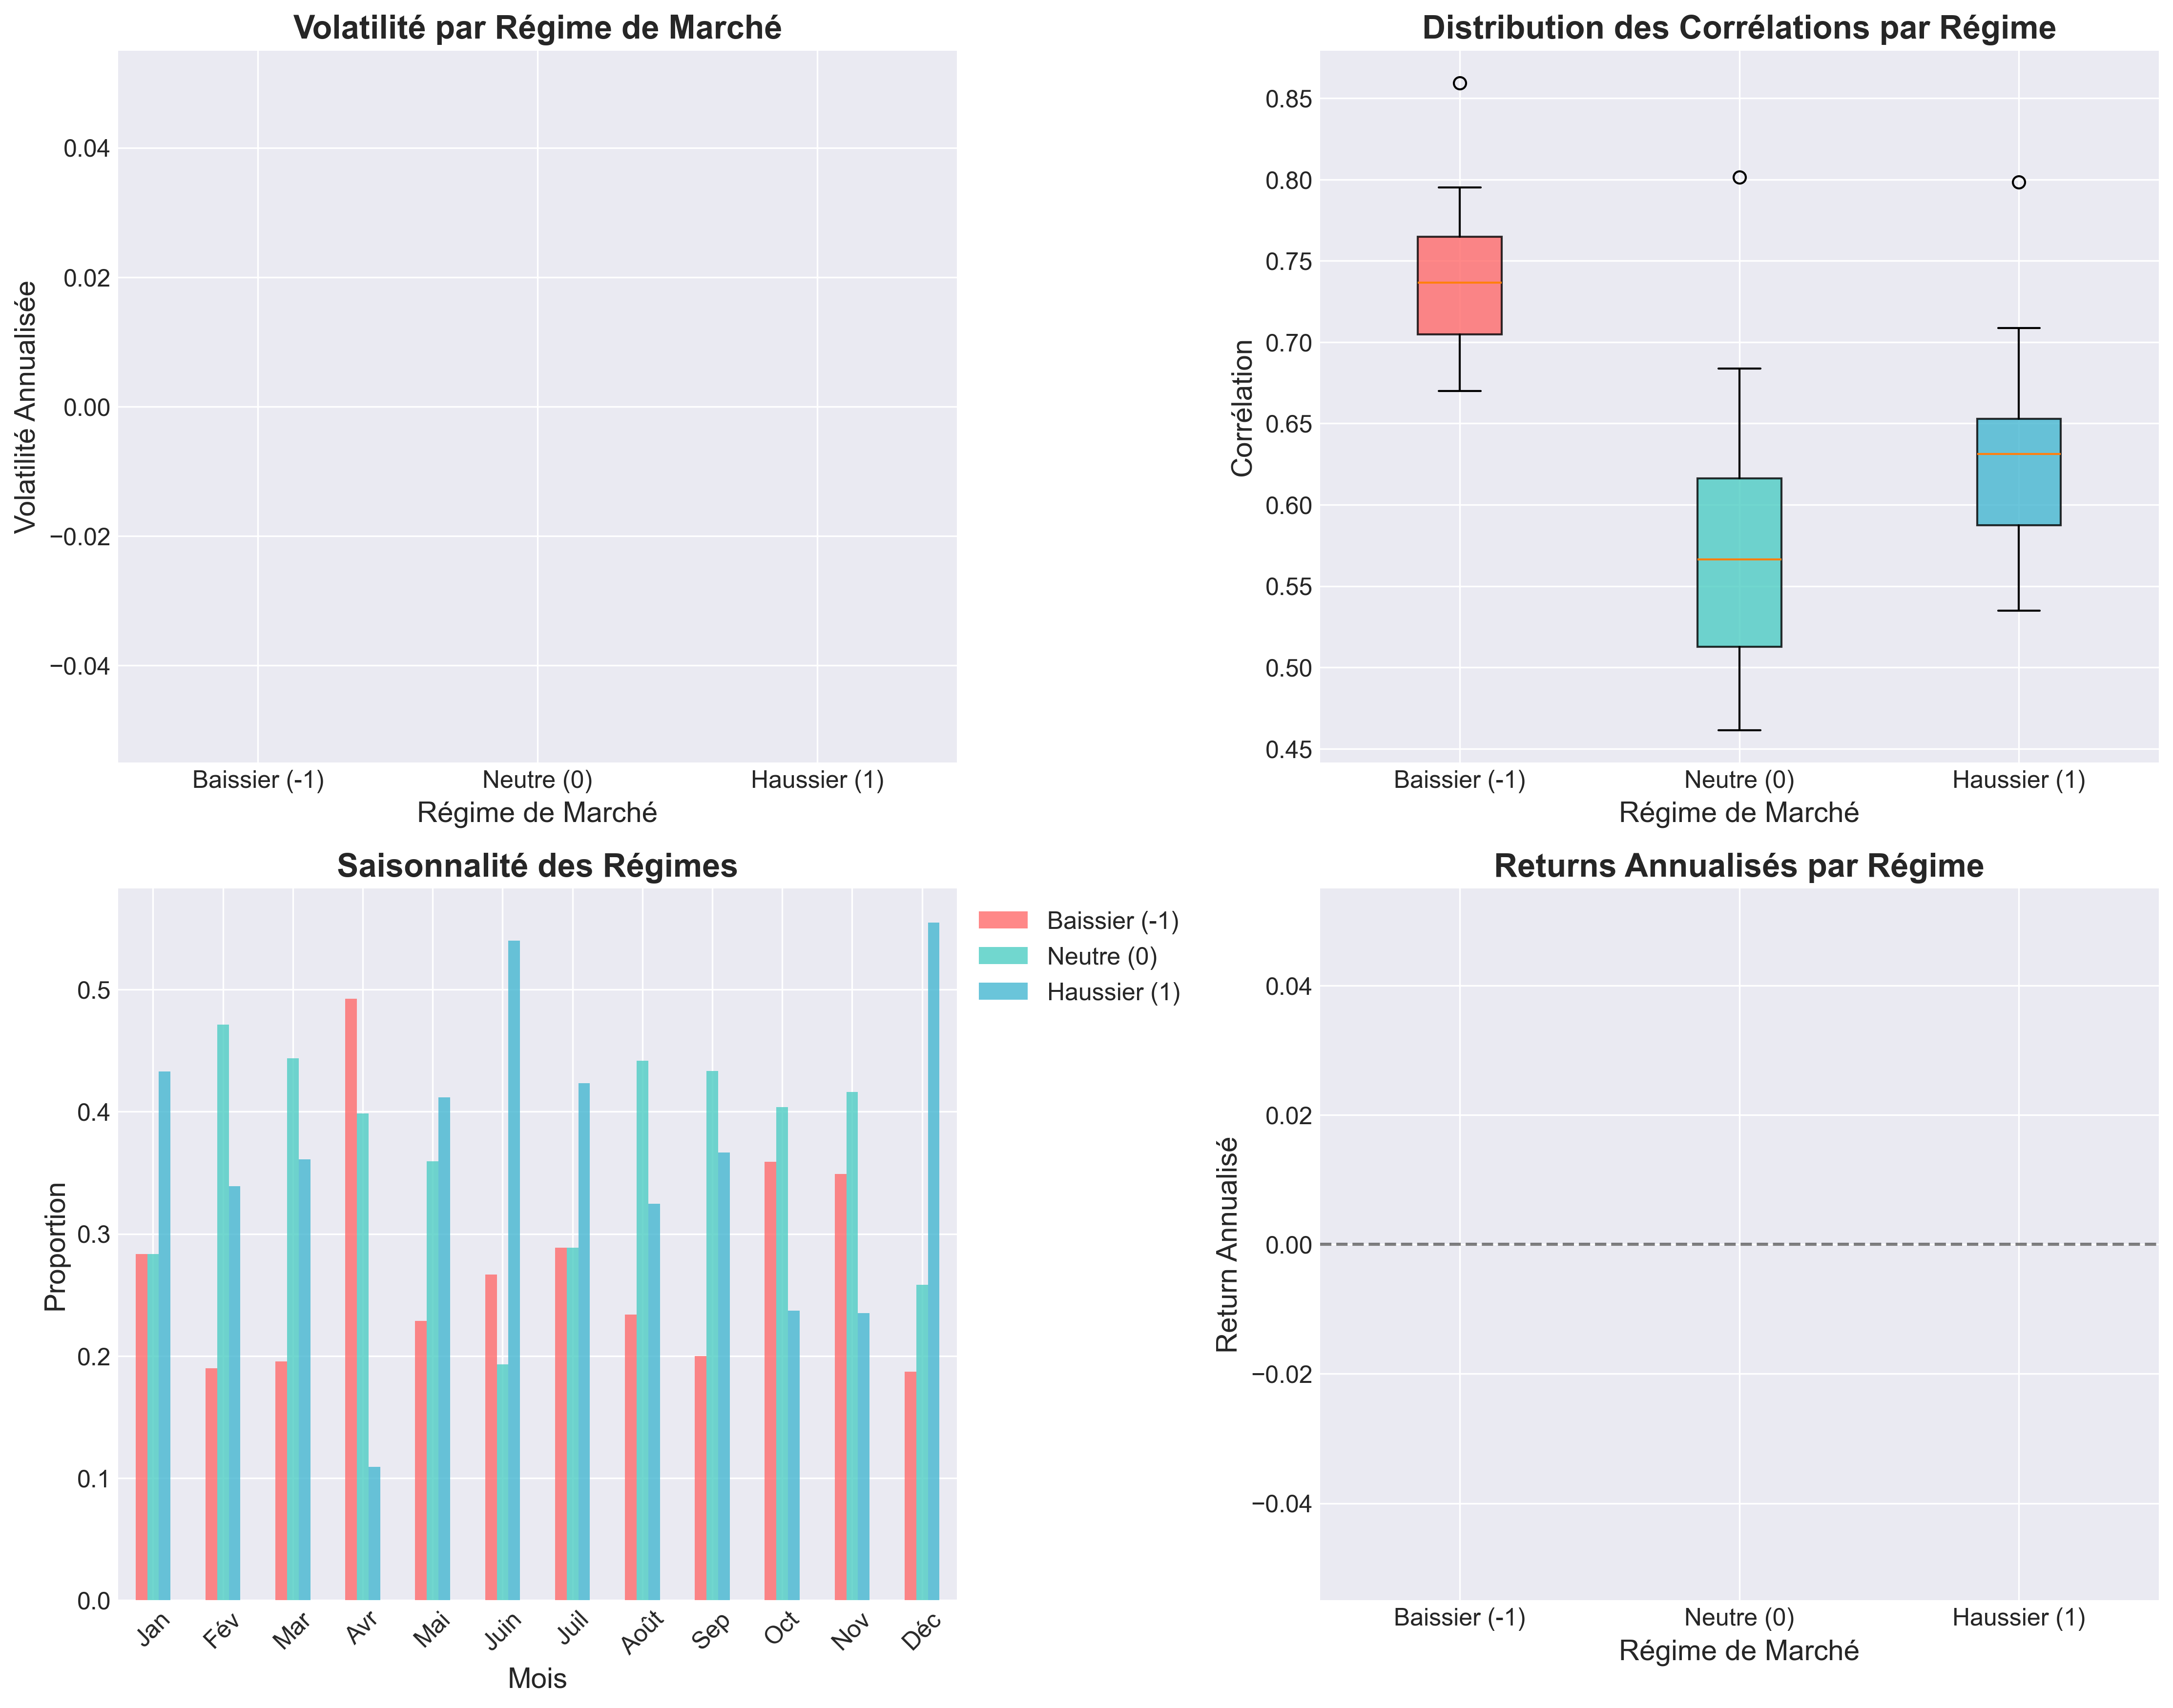 Volatilité par Régime de Marché
Volatilité Annualisée
0.04
0.02
0.00
−0.02
−0.04
Baissier (-1) Neutre (0) Haussier (1)
Régime de Marché
Distribution des Corrélations par Régime
Corrélation
0.85
0.80
0.75
0.70
0.65
0.60
0.55
0.50
0.45
Baissier (-1) Neutre (0) Haussier (1)
Régime de Marché
Saisonnalité des Régimes
Proportion
0.5
0.4
0.3
0.2
0.1
0.0
Jan Fév Mar Avr Mai Juin Juil Août Sep Oct Nov Déc
Mois
Baissier (-1)
Neutre (0)
Haussier (1)
Returns Annualisés par Régime
Return Annualisé
0.04
0.02
0.00
−0.02
−0.04
Baissier (-1) Neutre (0) Haussier (1)
Régime de Marché